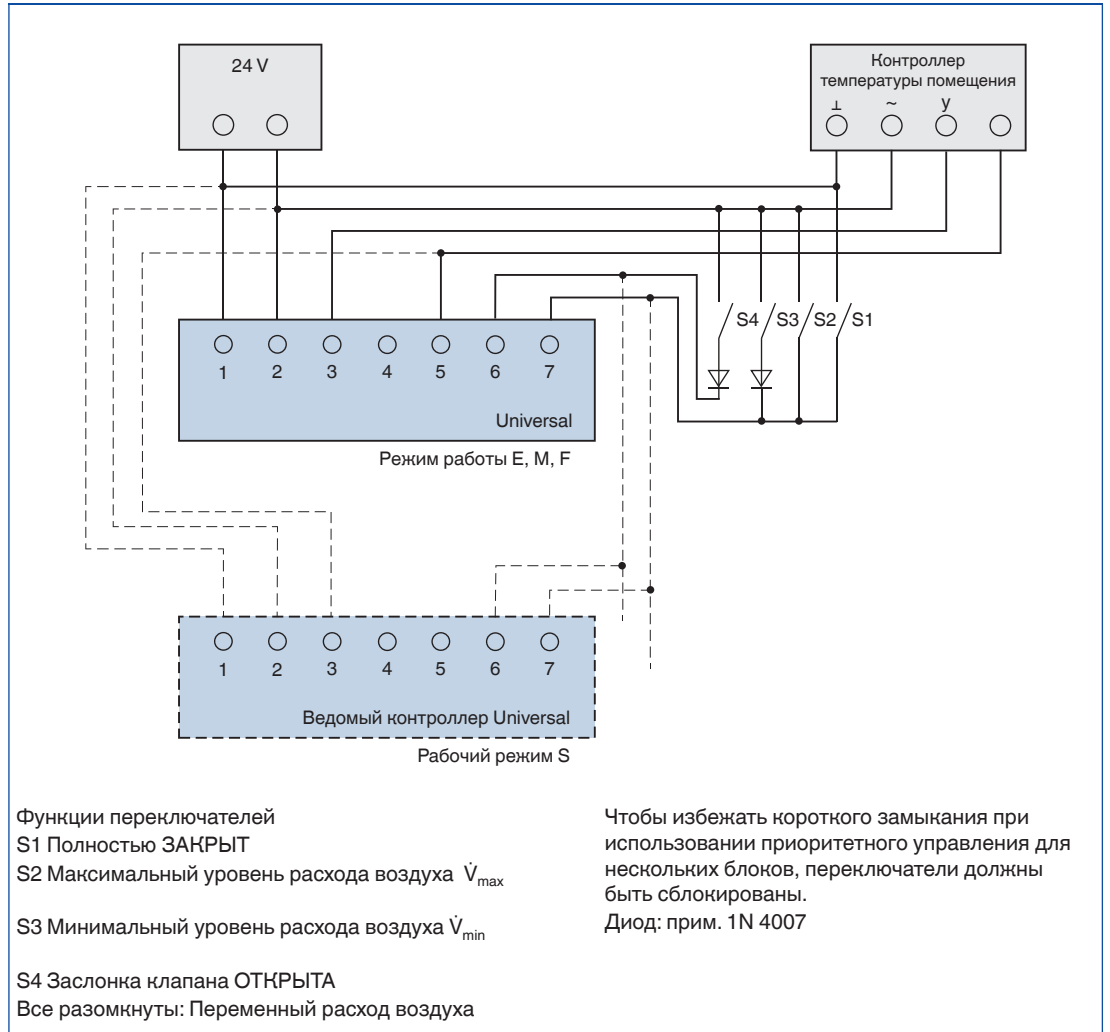 24 V
Контроллер
температуры помещения
⊥ ~ y
S4 S3 S2 S1
1 2 3 4 5 6 7
Universal
Режим работы E, M, F
1 2 3 4 5 6 7
Ведомый контроллер Universal
Рабочий режим S
Функции переключателей
S1 Полностью ЗАКРЫТ
S2 Максимальный уровень расхода воздуха V̇max
S3 Минимальный уровень расхода воздуха V̇min
S4 Заслонка клапана ОТКРЫТА
Все разомкнуты: Переменный расход воздуха
Чтобы избежать короткого замыкания при
использовании приоритетного управления для
нескольких блоков, переключатели должны
быть сблокированы.
Диод: прим. 1N 4007